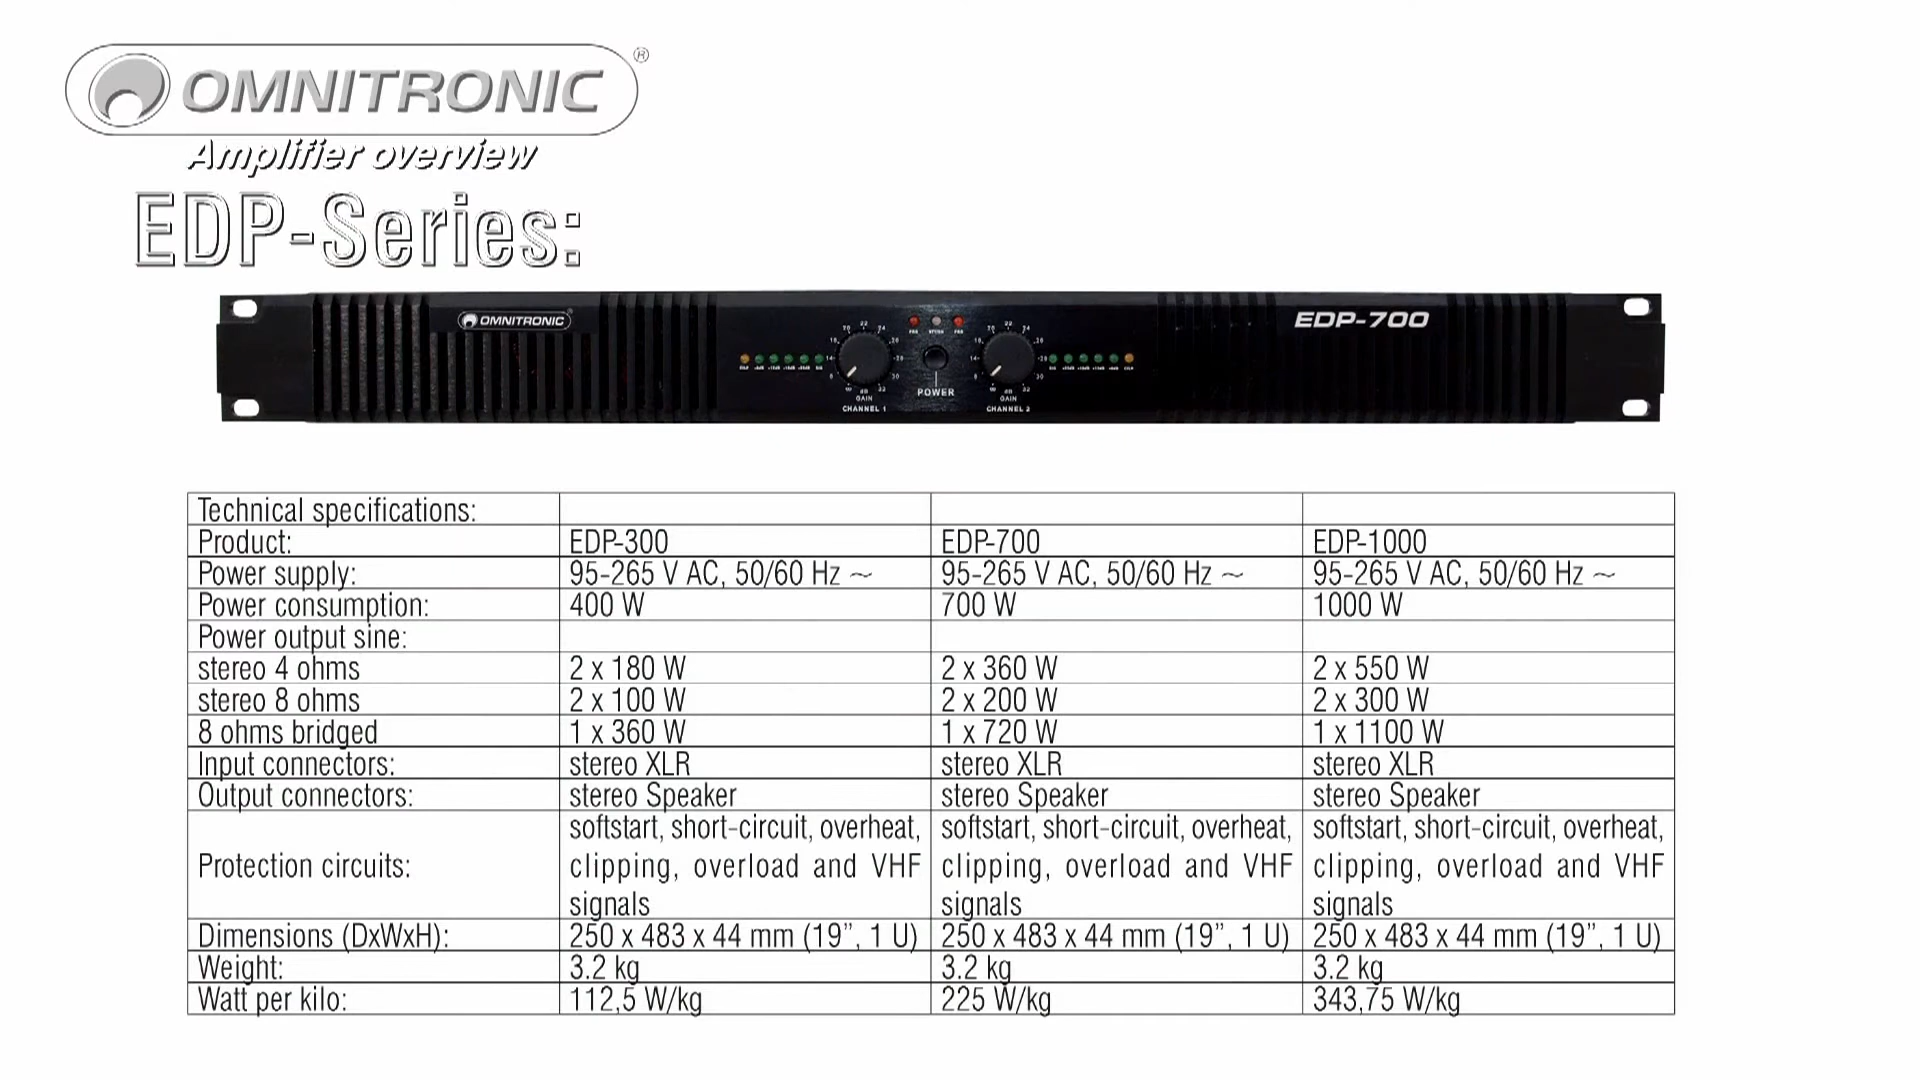 OMNITRONIC ®
Amplifier overview
EDP-Series:
OMNITRONIC
EDP-700
POWER
GAIN
CHANNEL 1
GAIN
CHANNEL 2
Technical specifications:
Product: EDP-300 EDP-700 EDP-1000
Power supply: 95-265 V AC, 50/60 Hz ~ 95-265 V AC, 50/60 Hz ~ 95-265 V AC, 50/60 Hz ~
Power consumption: 400 W 700 W 1000 W
Power output sine:
stereo 4 ohms 2 x 180 W 2 x 360 W 2 x 550 W
stereo 8 ohms 2 x 100 W 2 x 200 W 2 x 300 W
8 ohms bridged 1 x 360 W 1 x 720 W 1 x 1100 W
Input connectors: stereo XLR stereo XLR stereo XLR
Output connectors: stereo Speaker stereo Speaker stereo Speaker
Protection circuits:
softstart, short-circuit, overheat,
clipping, overload and VHF
signals
softstart, short-circuit, overheat,
clipping, overload and VHF
signals
softstart, short-circuit, overheat,
clipping, overload and VHF
signals
Dimensions (DxWxH): 250 x 483 x 44 mm (19”, 1 U) 250 x 483 x 44 mm (19”, 1 U) 250 x 483 x 44 mm (19”, 1 U)
Weight: 3.2 kg 3.2 kg 3.2 kg
Watt per kilo: 112,5 W/kg 225 W/kg 343,75 W/kg